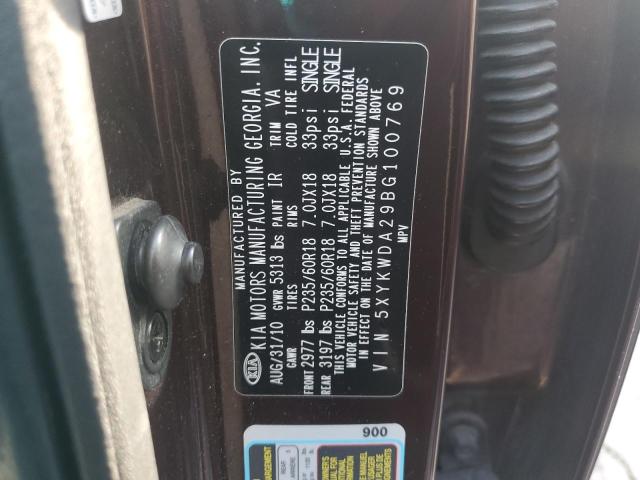 MANUFACTURED BY
KIA KIA MOTORS MANUFACTURING GEORGIA. INC.
AUG/31/10 GVWR 5313 lbs PAINT IR TRIM VA
GAWR TIRES RIMS COLD TIRE INFL
FRONT 2977 lbs P235/60R18 7.0JX18 33psi SINGLE
REAR 3197 lbs P235/60R18 7.0JX18 33psi SINGLE
THIS VEHICLE CONFORMS TO ALL APPLICABLE U.S.A. FEDERAL
MOTOR VEHICLE SAFETY AND THEFT PREVENTION STANDARDS
IN EFFECT ON THE DATE OF MANUFACTURE SHOWN ABOVE
VIN 5XYKWDA29BG100769
MPV
900
REAR